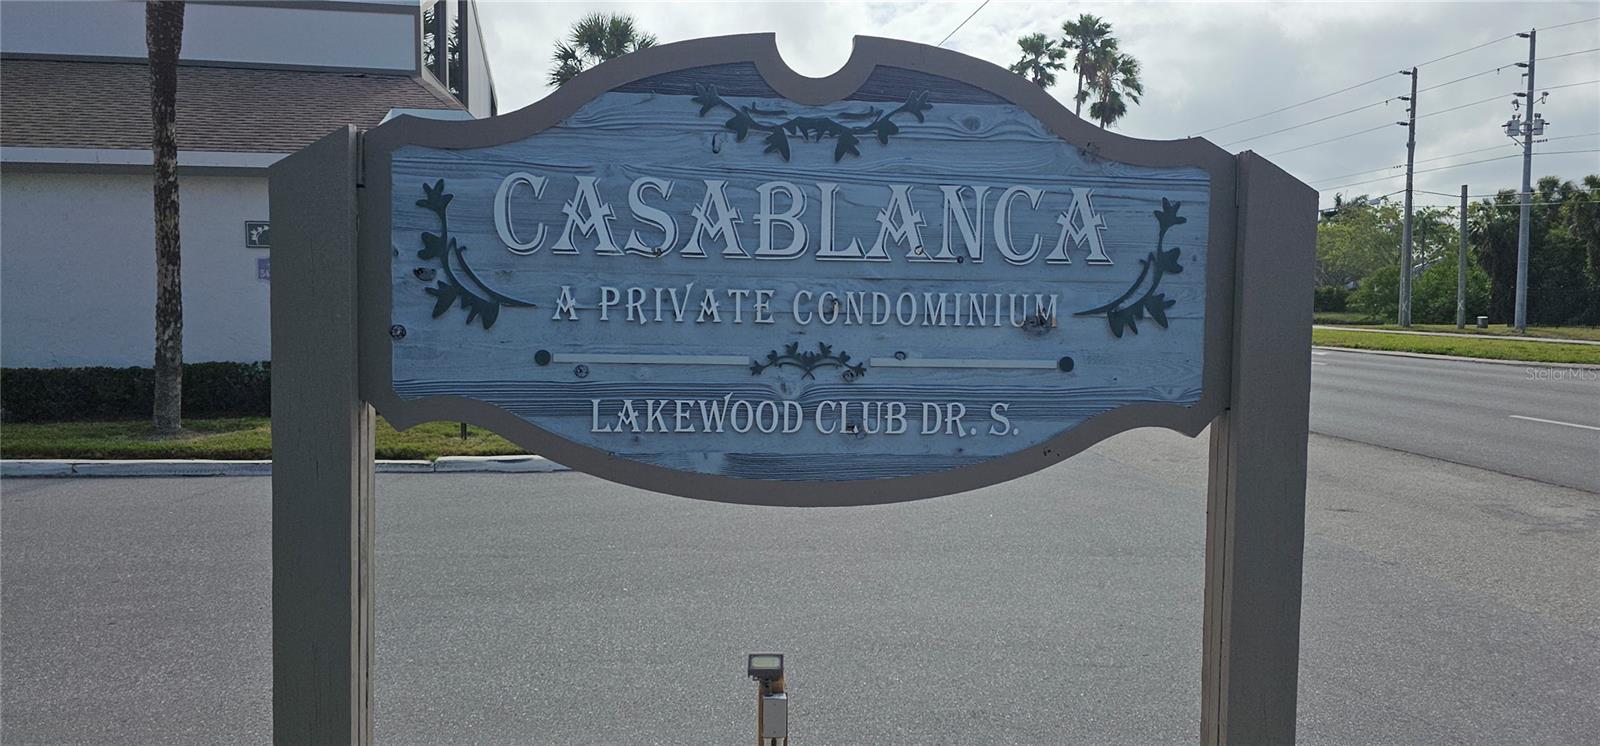 CASABLANCA
A PRIVATE CONDOMINIUM
LAKEWOOD CLUB DR. S.
Stellar MLS